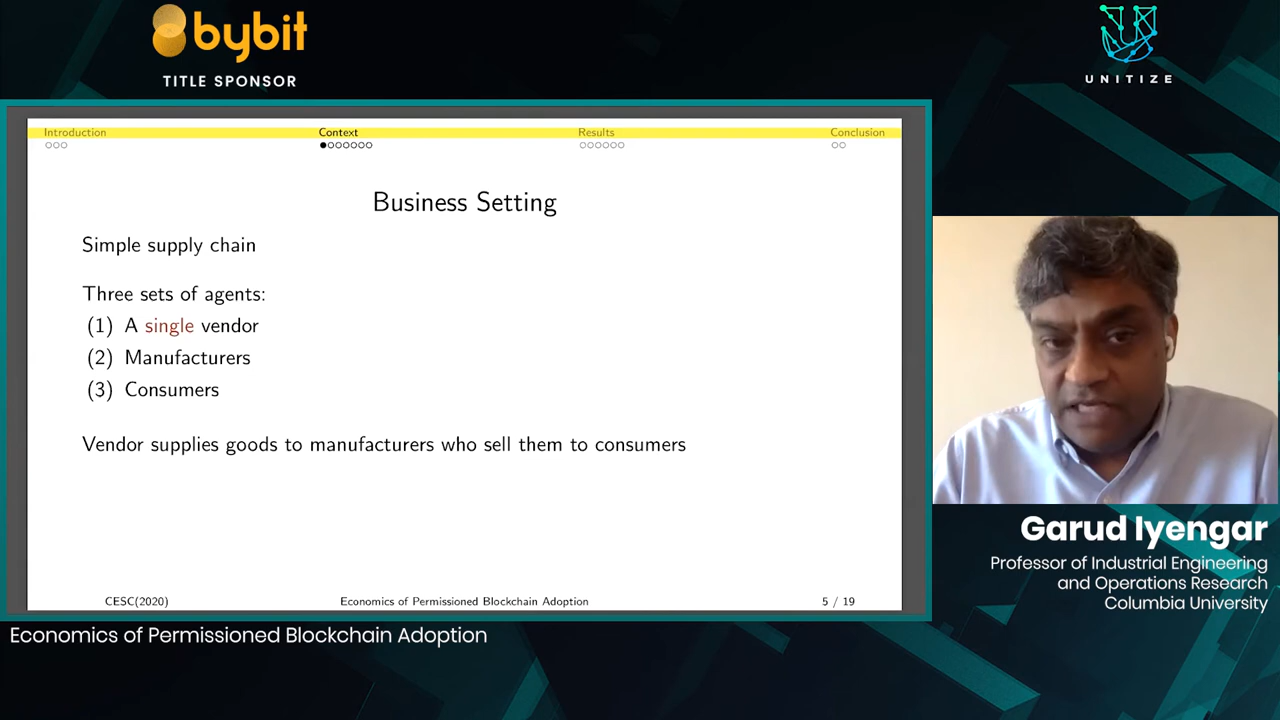 bybit
TITLE SPONSOR
UNITIZE
Introduction
Context
Results
Conclusion
Business Setting
Simple supply chain
Three sets of agents:
(1) A single vendor
(2) Manufacturers
(3) Consumers
Vendor supplies goods to manufacturers who sell them to consumers
CESC(2020)
Economics of Permissioned Blockchain Adoption
5 / 19
Garud Iyengar
Professor of Industrial Engineering
and Operations Research
Columbia University
Economics of Permissioned Blockchain Adoption